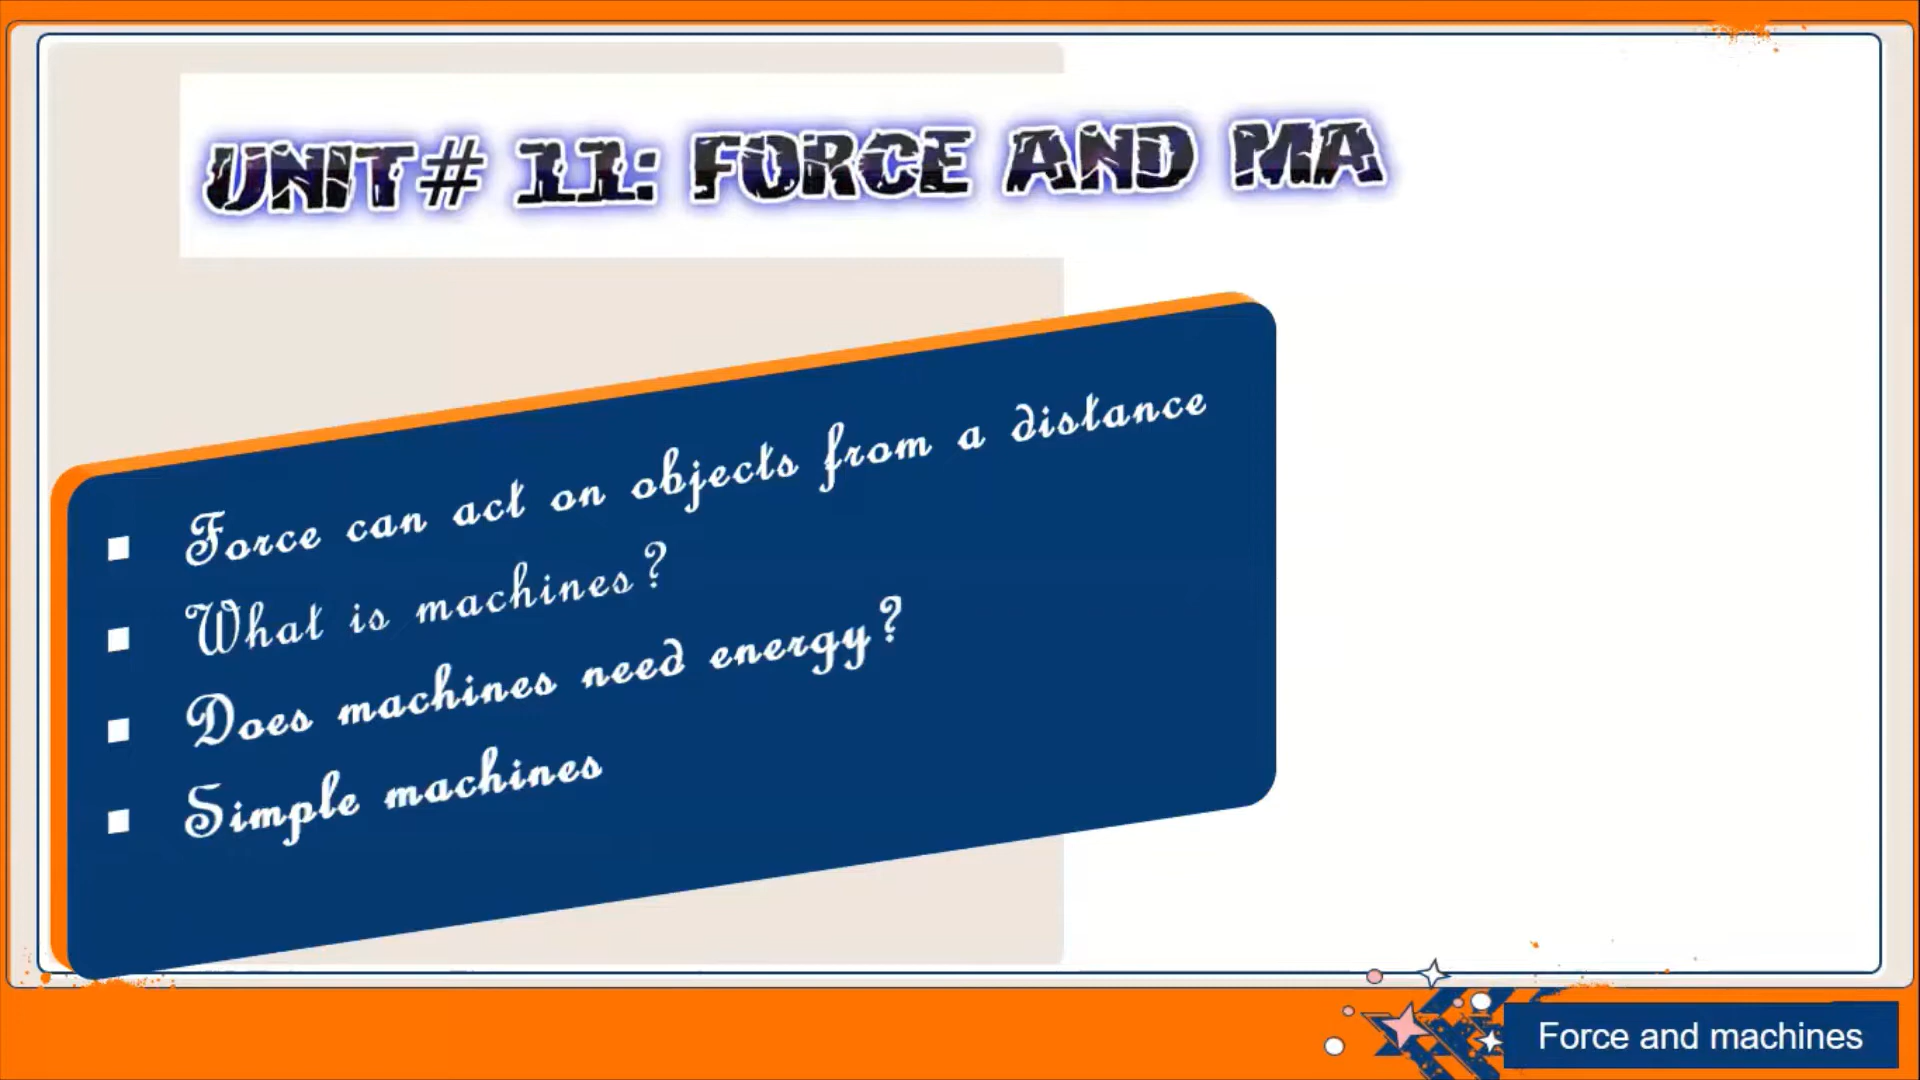 UNIT# 11: FORCE AND MA
▪ Force can act on objects from a distance
▪ What is machines?
▪ Does machines need energy?
▪ Simple machines
Force and machines